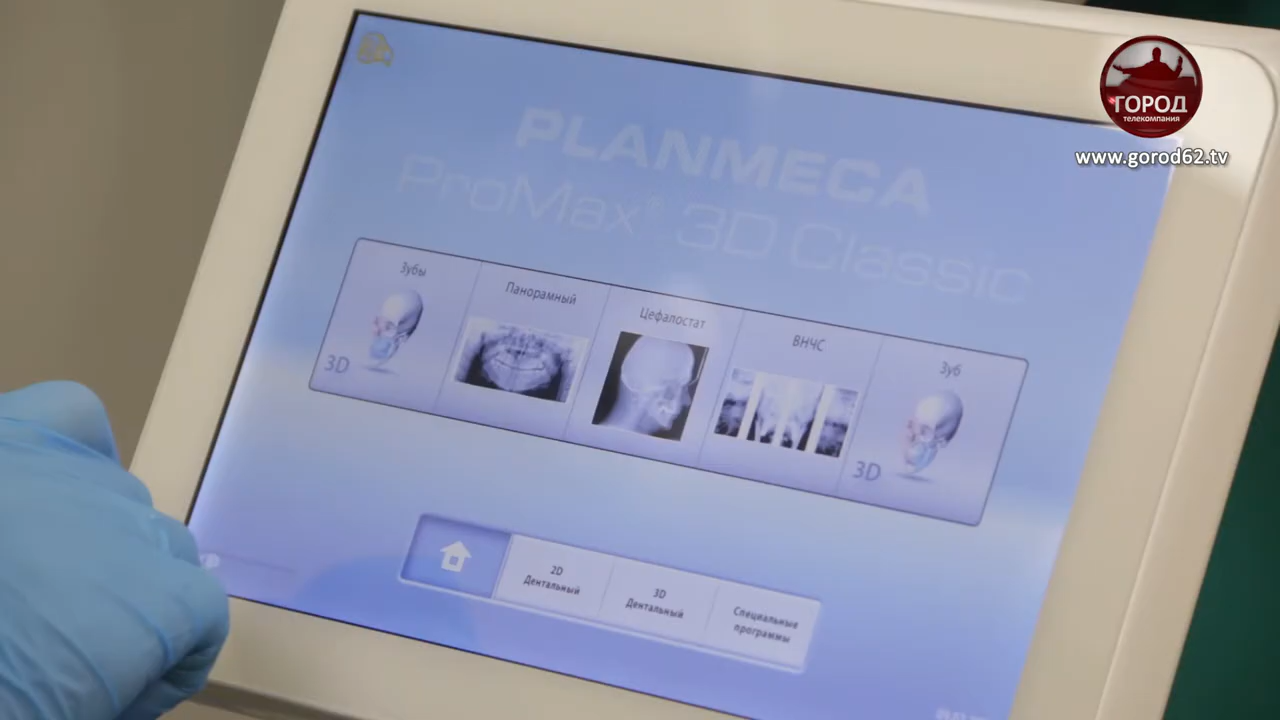 ГОРОД
телекомпания
www.gorod62.tv
PLANMECA
ProMax® 3D Classic
Зубы
3D
Панорамный
Цефалостат
ВНЧС
Зуб
3D
2D
Дентальный
3D
Дентальный
Специальные
программы